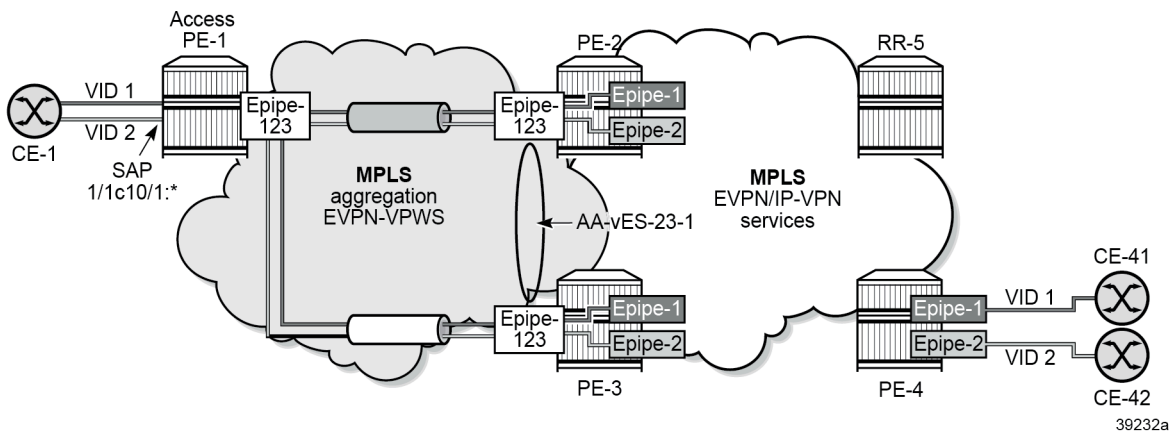 Access
PE-1
PE-2
RR-5
VID 1
VID 2
CE-1
SAP
1/1c10/1:*
Epipe-
123
Epipe-
123
Epipe-1
Epipe-2
MPLS
aggregation
EVPN-VPWS
MPLS
EVPN/IP-VPN
services
AA-vES-23-1
Epipe-
123
Epipe-1
Epipe-2
PE-3
Epipe-1
Epipe-2
PE-4
VID 1
VID 2
CE-41
CE-42
39232a